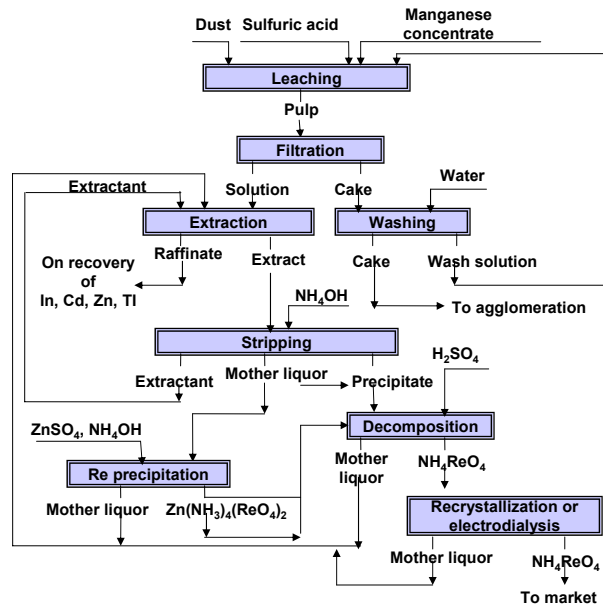 Dust
Sulfuric acid
Manganese
concentrate
Leaching
Pulp
Filtration
Extractant
Solution
Cake
Water
Extraction
Washing
Raffinate
Extract
Cake
Wash solution
On recovery
of
In, Cd, Zn, Tl
NH₄OH
To agglomeration
Stripping
Extractant
Mother liquor
Precipitate
H₂SO₄
ZnSO₄, NH₄OH
Decomposition
Re precipitation
Mother
liquor
NH₄ReO₄
Mother liquor
Zn(NH₃)₄(ReO₄)₂
Recrystallization or
electrodialysis
Mother liquor
NH₄ReO₄
To market